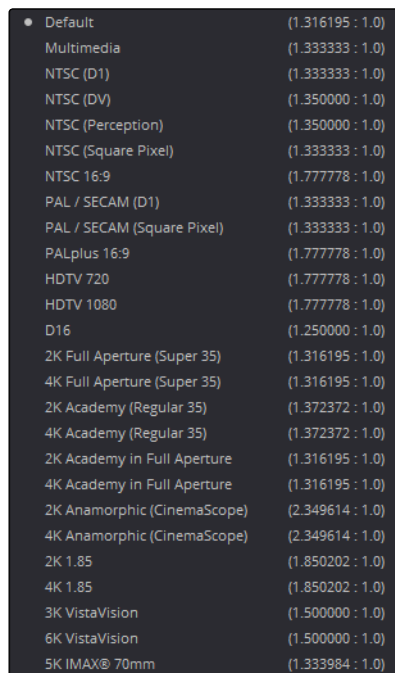 Default (1.316195 : 1.0)
Multimedia (1.333333 : 1.0)
NTSC (D1) (1.333333 : 1.0)
NTSC (DV) (1.350000 : 1.0)
NTSC (Perception) (1.350000 : 1.0)
NTSC (Square Pixel) (1.333333 : 1.0)
NTSC 16:9 (1.777778 : 1.0)
PAL / SECAM (D1) (1.333333 : 1.0)
PAL / SECAM (Square Pixel) (1.333333 : 1.0)
PALplus 16:9 (1.777778 : 1.0)
HDTV 720 (1.777778 : 1.0)
HDTV 1080 (1.777778 : 1.0)
D16 (1.250000 : 1.0)
2K Full Aperture (Super 35) (1.316195 : 1.0)
4K Full Aperture (Super 35) (1.316195 : 1.0)
2K Academy (Regular 35) (1.372372 : 1.0)
4K Academy (Regular 35) (1.372372 : 1.0)
2K Academy in Full Aperture (1.316195 : 1.0)
4K Academy in Full Aperture (1.316195 : 1.0)
2K Anamorphic (CinemaScope) (2.349614 : 1.0)
4K Anamorphic (CinemaScope) (2.349614 : 1.0)
2K 1.85 (1.850202 : 1.0)
4K 1.85 (1.850202 : 1.0)
3K VistaVision (1.500000 : 1.0)
6K VistaVision (1.500000 : 1.0)
5K IMAX® 70mm (1.333984 : 1.0)